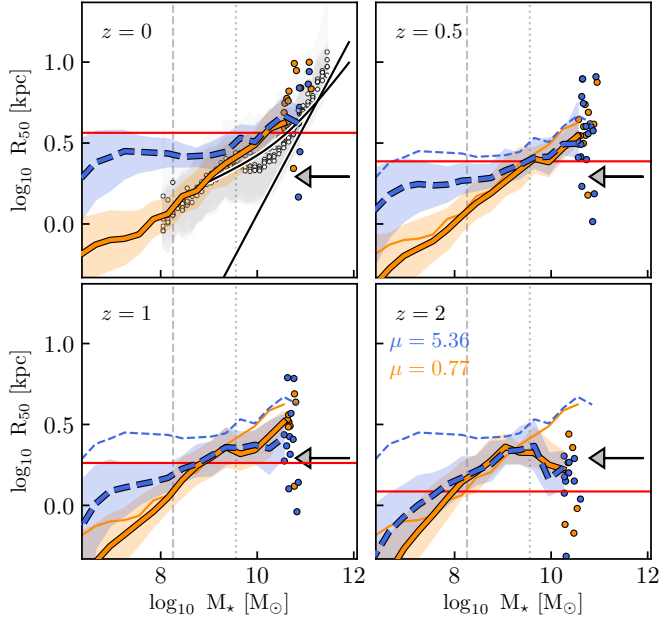 z = 0
z = 0.5
1.0
0.5
0.0
log₁₀ R₅₀ [kpc]
z = 1
z = 2
μ = 5.36
μ = 0.77
1.0
0.5
0.0
log₁₀ R₅₀ [kpc]
8 10 12
8 10 12
log₁₀ M⋆ [M⊙]
log₁₀ M⋆ [M⊙]